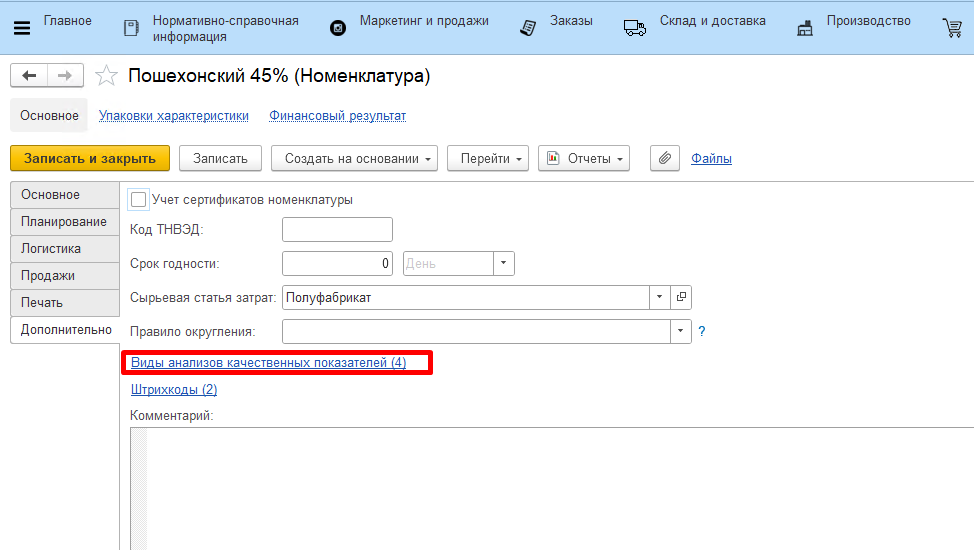 Главное
Нормативно-справочная
информация
Маркетинг и продажи
Заказы
Склад и доставка
Производство
Пошехонский 45% (Номенклатура)
Основное
Упаковки характеристики
Финансовый результат
Записать и закрыть
Записать
Создать на основании
Перейти
Отчеты
Файлы
Основное
Планирование
Логистика
Продажи
Печать
Дополнительно
Учет сертификатов номенклатуры
Код ТНВЭД:
Срок годности: 0 День
Сырьевая статья затрат: Полуфабрикат
Правило округления: ?
Виды анализов качественных показателей (4)
Штрихкоды (2)
Комментарий: